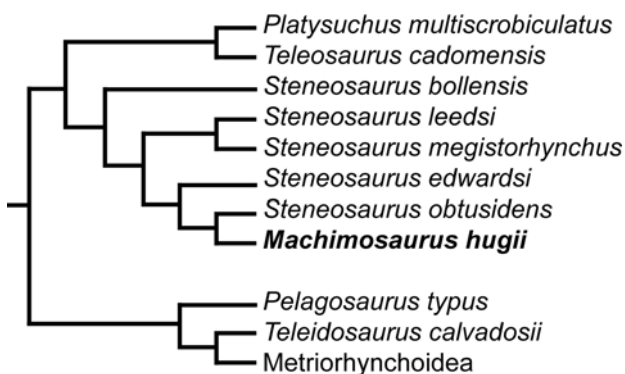 Platysuchus multiscrobiculatus
Teleosaurus cadomensis
Steneosaurus bollensis
Steneosaurus leedsi
Steneosaurus megistorhynchus
Steneosaurus edwardsi
Steneosaurus obtusidens
Machimosaurus hugii
Pelagosaurus typus
Teleidosaurus calvadosii
Metriorhynchoidea